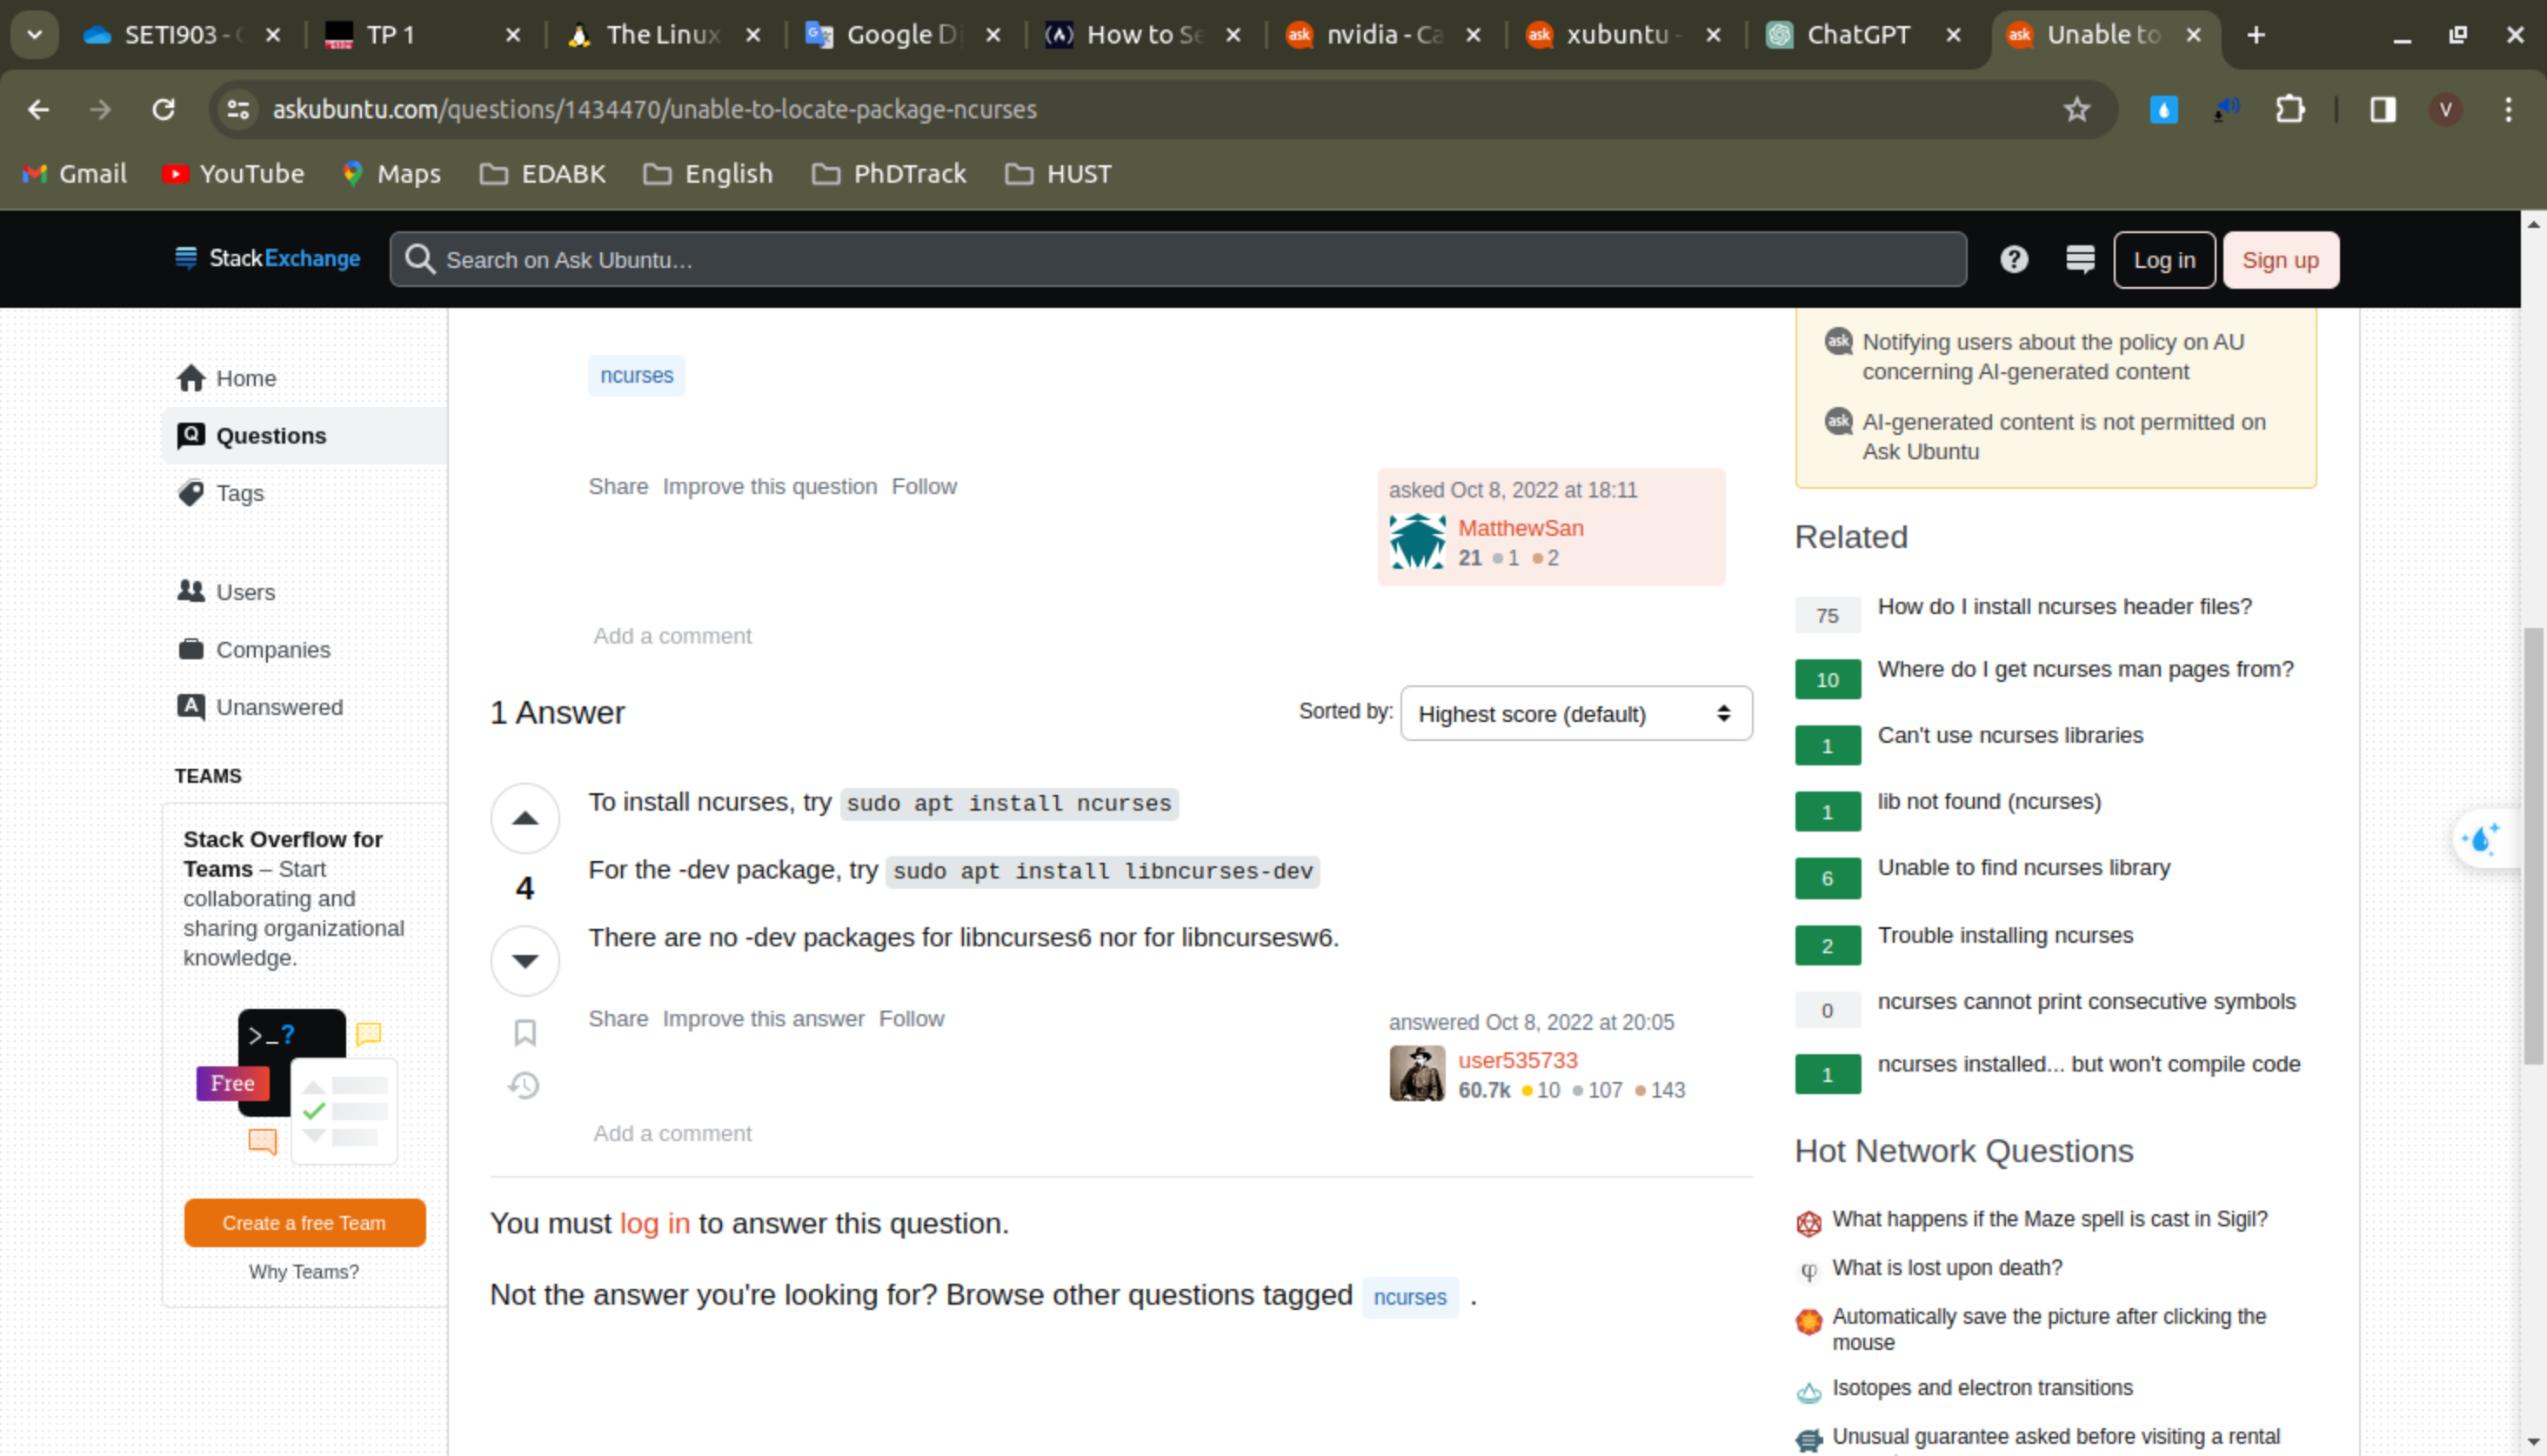 SETI903 -
TP 1
The Linux
Google Di
How to Se
nvidia - Ca
xubuntu -
ChatGPT
Unable to
askubuntu.com/questions/1434470/unable-to-locate-package-ncurses
V
Gmail
YouTube
Maps
EDABK
English
PhDTrack
HUST
StackExchange
Search on Ask Ubuntu…
Log in
Sign up
Home
Questions
Tags
Users
Companies
Unanswered
TEAMS
Stack Overflow for
Teams – Start
collaborating and
sharing organizational
knowledge.
>_?
Free
Create a free Team
Why Teams?
ncurses
Share Improve this question Follow
asked Oct 8, 2022 at 18:11
MatthewSan
21 1 2
Add a comment
1 Answer
Sorted by:
Highest score (default)
To install ncurses, try sudo apt install ncurses
For the -dev package, try sudo apt install libncurses-dev
4
There are no -dev packages for libncurses6 nor for libncursesw6.
Share Improve this answer Follow
answered Oct 8, 2022 at 20:05
user535733
60.7k 10 107 143
Add a comment
You must log in to answer this question.
Not the answer you're looking for? Browse other questions tagged ncurses .
ask Notifying users about the policy on AU
concerning AI-generated content
ask AI-generated content is not permitted on
Ask Ubuntu
Related
75 How do I install ncurses header files?
10 Where do I get ncurses man pages from?
1 Can't use ncurses libraries
1 lib not found (ncurses)
6 Unable to find ncurses library
2 Trouble installing ncurses
0 ncurses cannot print consecutive symbols
1 ncurses installed... but won't compile code
Hot Network Questions
What happens if the Maze spell is cast in Sigil?
φ What is lost upon death?
Automatically save the picture after clicking the
mouse
Isotopes and electron transitions
Unusual guarantee asked before visiting a rental